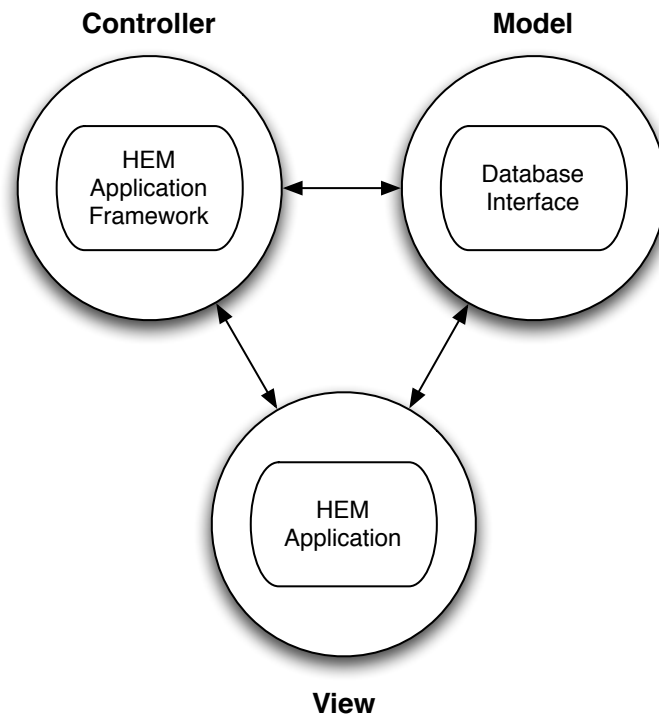 Controller
Model
HEM
Application
Framework
Database
Interface
HEM
Application
View